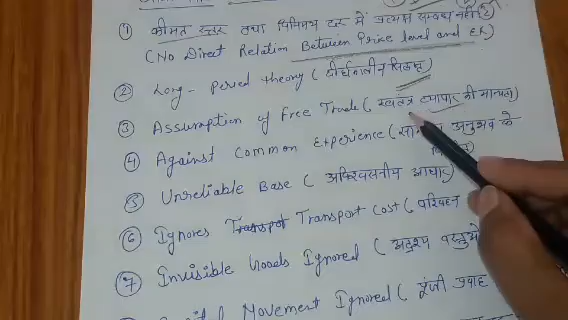 ① कीमत स्तर तथा विनिमय दर में प्रत्यक्ष सम्बन्ध नहीं
(No Direct Relation Between Price level and ER)
② Long-Period theory (दीर्घकालीन सिद्धांत)
③ Assumption of Free Trade (स्वतंत्र व्यापार की मान्यता)
④ Against Common Experience (सा अनुभव के
⑤ Unreliable Base (अविश्वसनीय आधार)
⑥ Ignores Transport Cost (परिवहन
⑦ Invisible Goods Ignored (अदृश्य वस्तुओ
Movement Ignored (पूंजी प्रवाह